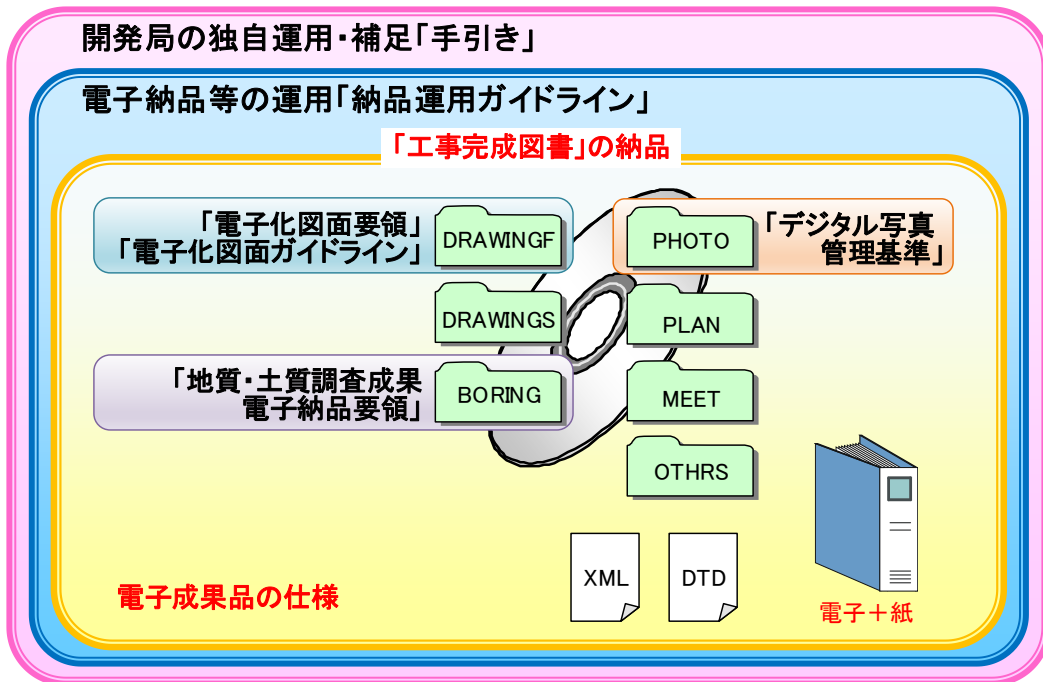 開発局の独自運用・補足「手引き」
電子納品等の運用「納品運用ガイドライン」
「工事完成図書」の納品
「電子化図面要領」
「電子化図面ガイドライン」
DRAWINGF
PHOTO
「デジタル写真
管理基準」
DRAWINGS
PLAN
「地質・土質調査成果
電子納品要領」
BORING
MEET
OTHRS
XML
DTD
電子成果品の仕様
電子＋紙